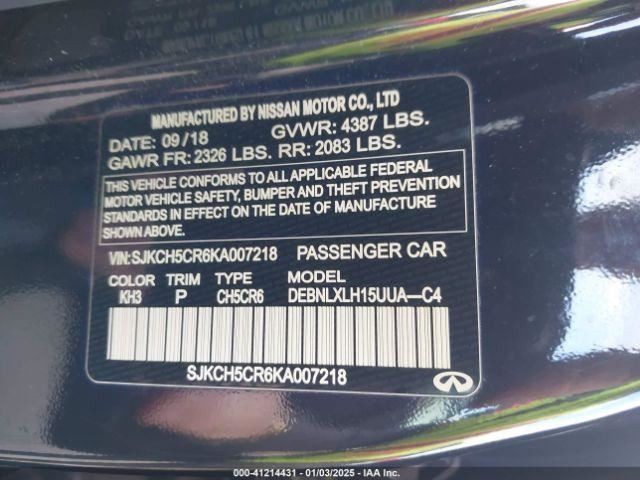 MANUFACTURED BY NISSAN MOTOR CO., LTD
DATE: 09/18 GVWR: 4387 LBS.
GAWR FR: 2326 LBS. RR: 2083 LBS.
THIS VEHICLE CONFORMS TO ALL APPLICABLE FEDERAL
MOTOR VEHICLE SAFETY, BUMPER AND THEFT PREVENTION
STANDARDS IN EFFECT ON THE DATE OF MANUFACTURE
SHOWN ABOVE.
VIN:SJKCH5CR6KA007218 PASSENGER CAR
COLOR TRIM TYPE MODEL
KH3 P CH5CR6 DEBNLXLH15UUA—C4
SJKCH5CR6KA007218
000-41214431 - 01/03/2025 - IAA Inc.